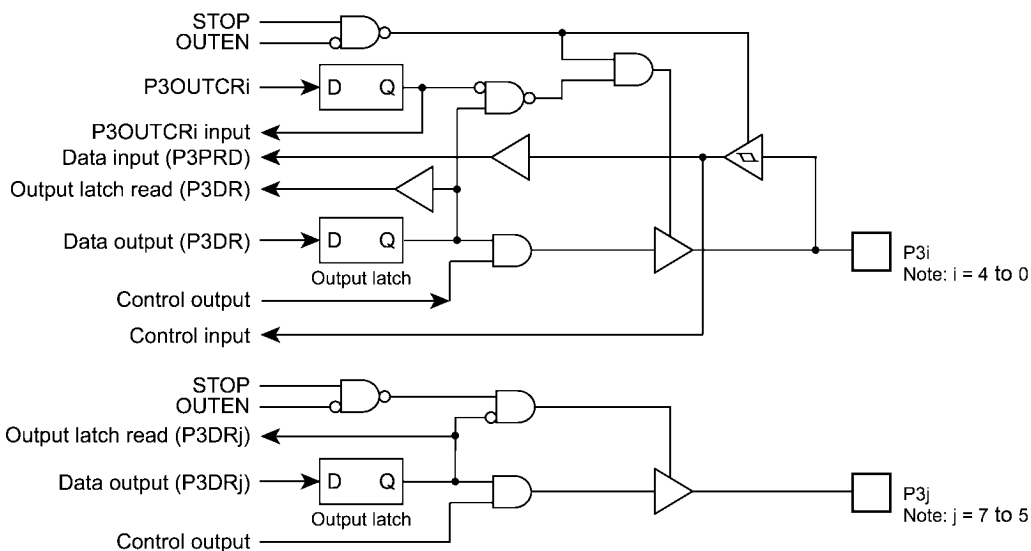 STOP
OUTEN
P3OUTCRi
D Q
P3OUTCRi input
Data input (P3PRD)
Output latch read (P3DR)
Data output (P3DR)
D Q
Output latch
P3i
Note: i = 4 to 0
Control output
Control input
STOP
OUTEN
Output latch read (P3DRj)
Data output (P3DRj)
D Q
Output latch
P3j
Note: j = 7 to 5
Control output